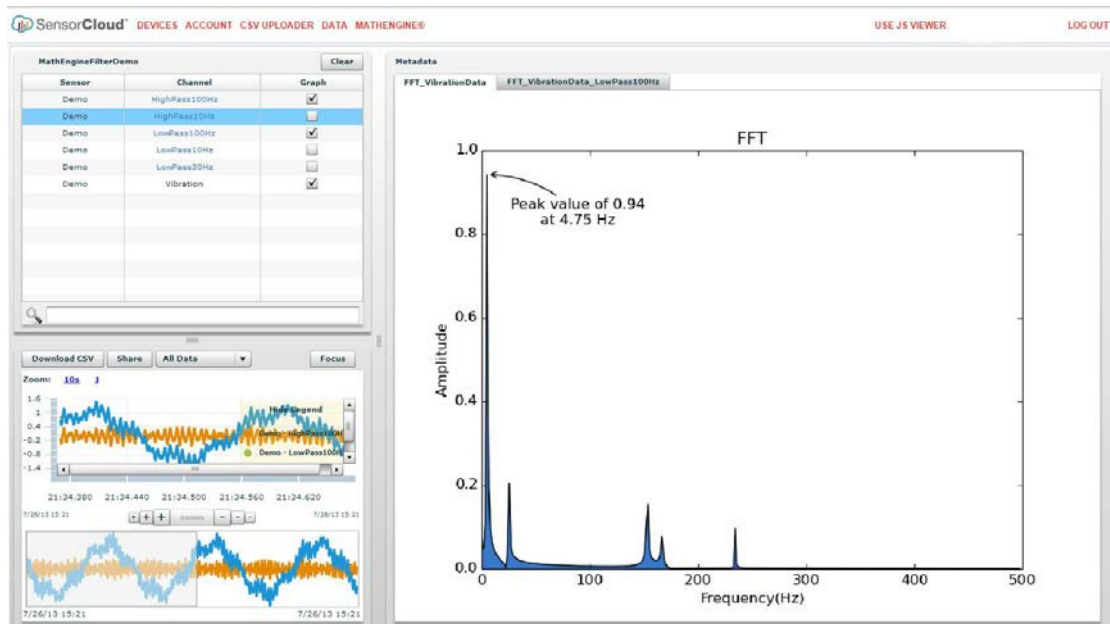 SensorCloud™ DEVICES ACCOUNT CSV UPLOADER DATA MATHENGINE® USE JS VIEWER LOG OUT
MathEngineFilterDemo Clear
Sensor Channel Graph
Demo HighPass100Hz
Demo HighPass10Hz
Demo LowPass100Hz
Demo LowPass10Hz
Demo LowPass30Hz
Demo Vibration
Download CSV Share All Data Focus
Zoom: 10s 1
1.6
1
0.4
-0.2
-0.8
-1.4
Hide Legend
Demo - HighPass100H
Demo - LowPass100H
21:34.380 21:34.440 21:34.500 21:34.560 21:34.620
7/26/13 15:21 zoom 7/26/13 15:21
7/26/13 15:21 7/26/13 15:21
Metadata
FFT_VibrationData FFT_VibrationData_LowPass100Hz
FFT
1.0
Peak value of 0.94
at 4.75 Hz
0.8
0.6
Amplitude
0.4
0.2
0.0
0 100 200 300 400 500
Frequency(Hz)